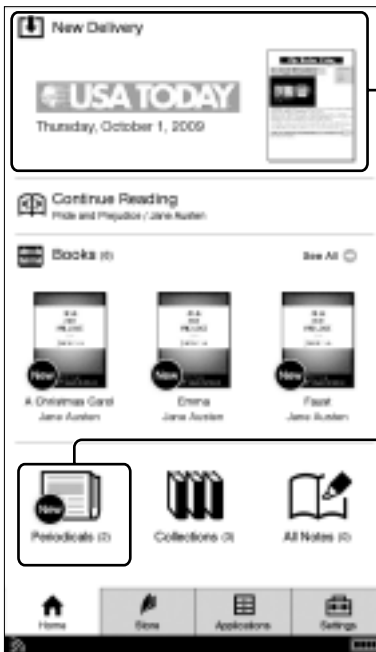 New Delivery
USA TODAY
Thursday, October 1, 2009
Continue Reading
Pride and Prejudice / Jane Austen
Books (6)
See All
New
New
New
A Christmas Carol
Emma
Faust
Jane Austen
Jane Austen
Jane Austen
New
Periodicals (2)
Collections (3)
All Notes (0)
Home
Store
Applications
Settings